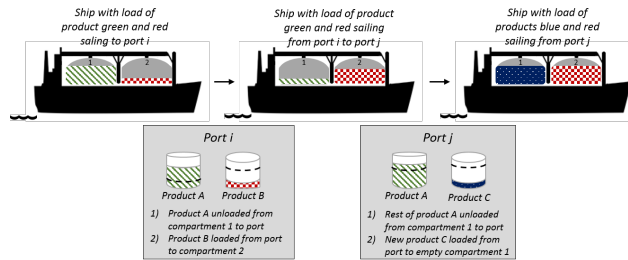 Ship with load of
product green and red
saling to port i
Ship with load of product
green and red sailing
from port i to port j
Ship with load of
products blue and red
sailing from port j
1
2
1
2
1
2
Port i
Product A
Product B
1) Product A unloaded from
compartment 1 to port
2) Product B loaded from port
to compartment 2
Port j
Product A
Product C
1) Rest of product A unloaded
from compartment 1 to port
2) New product C loaded from
port to empty compartment 1